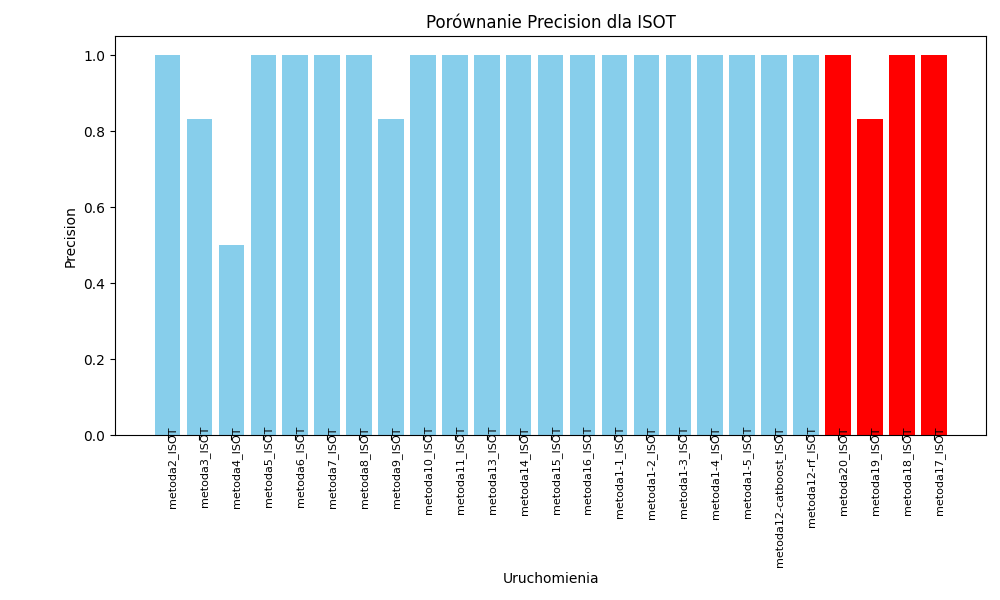 Porównanie Precision dla ISOT
1.0
0.8
0.6
0.4
0.2
0.0
Precision
metoda2_ISOT
metoda3_ISOT
metoda4_ISOT
metoda5_ISOT
metoda6_ISOT
metoda7_ISOT
metoda8_ISOT
metoda9_ISOT
metoda10_ISOT
metoda11_ISOT
metoda13_ISOT
metoda14_ISOT
metoda15_ISOT
metoda16_ISOT
metoda1-1_ISOT
metoda1-2_ISOT
metoda1-3_ISOT
metoda1-4_ISOT
metoda1-5_ISOT
metoda12-catboost_ISOT
metoda12-rf_ISOT
metoda20_ISOT
metoda19_ISOT
metoda18_ISOT
metoda17_ISOT
Uruchomienia